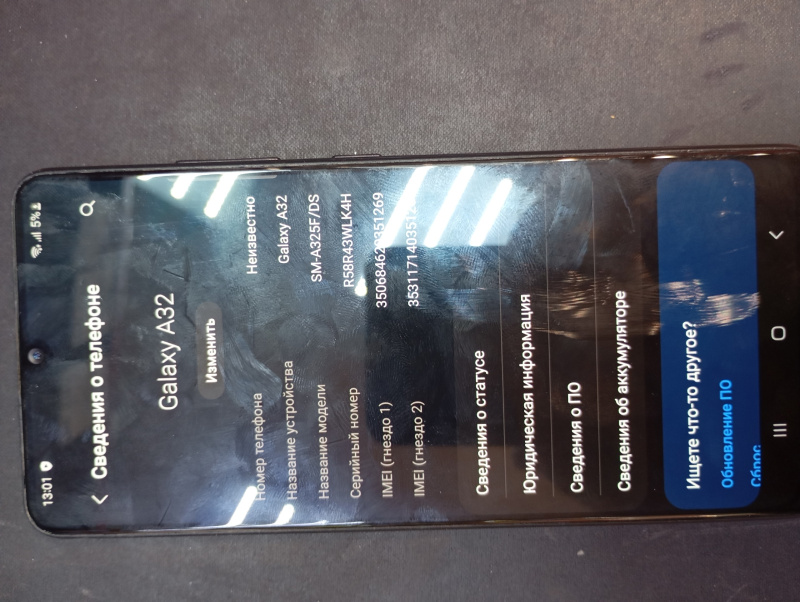 13:01 5%
Сведения о телефоне
Galaxy A32
Изменить
Номер телефона Неизвестно
Название устройства Galaxy A32
Название модели SM-A325F/DS
Серийный номер R58R43WLK4H
IMEI (гнездо 1)
IMEI (гнездо 2)
Сведения о статусе
Юридическая информация
Сведения о ПО
Сведения об аккумуляторе
Ищете что-то другое?
Обновление ПО
Сброс